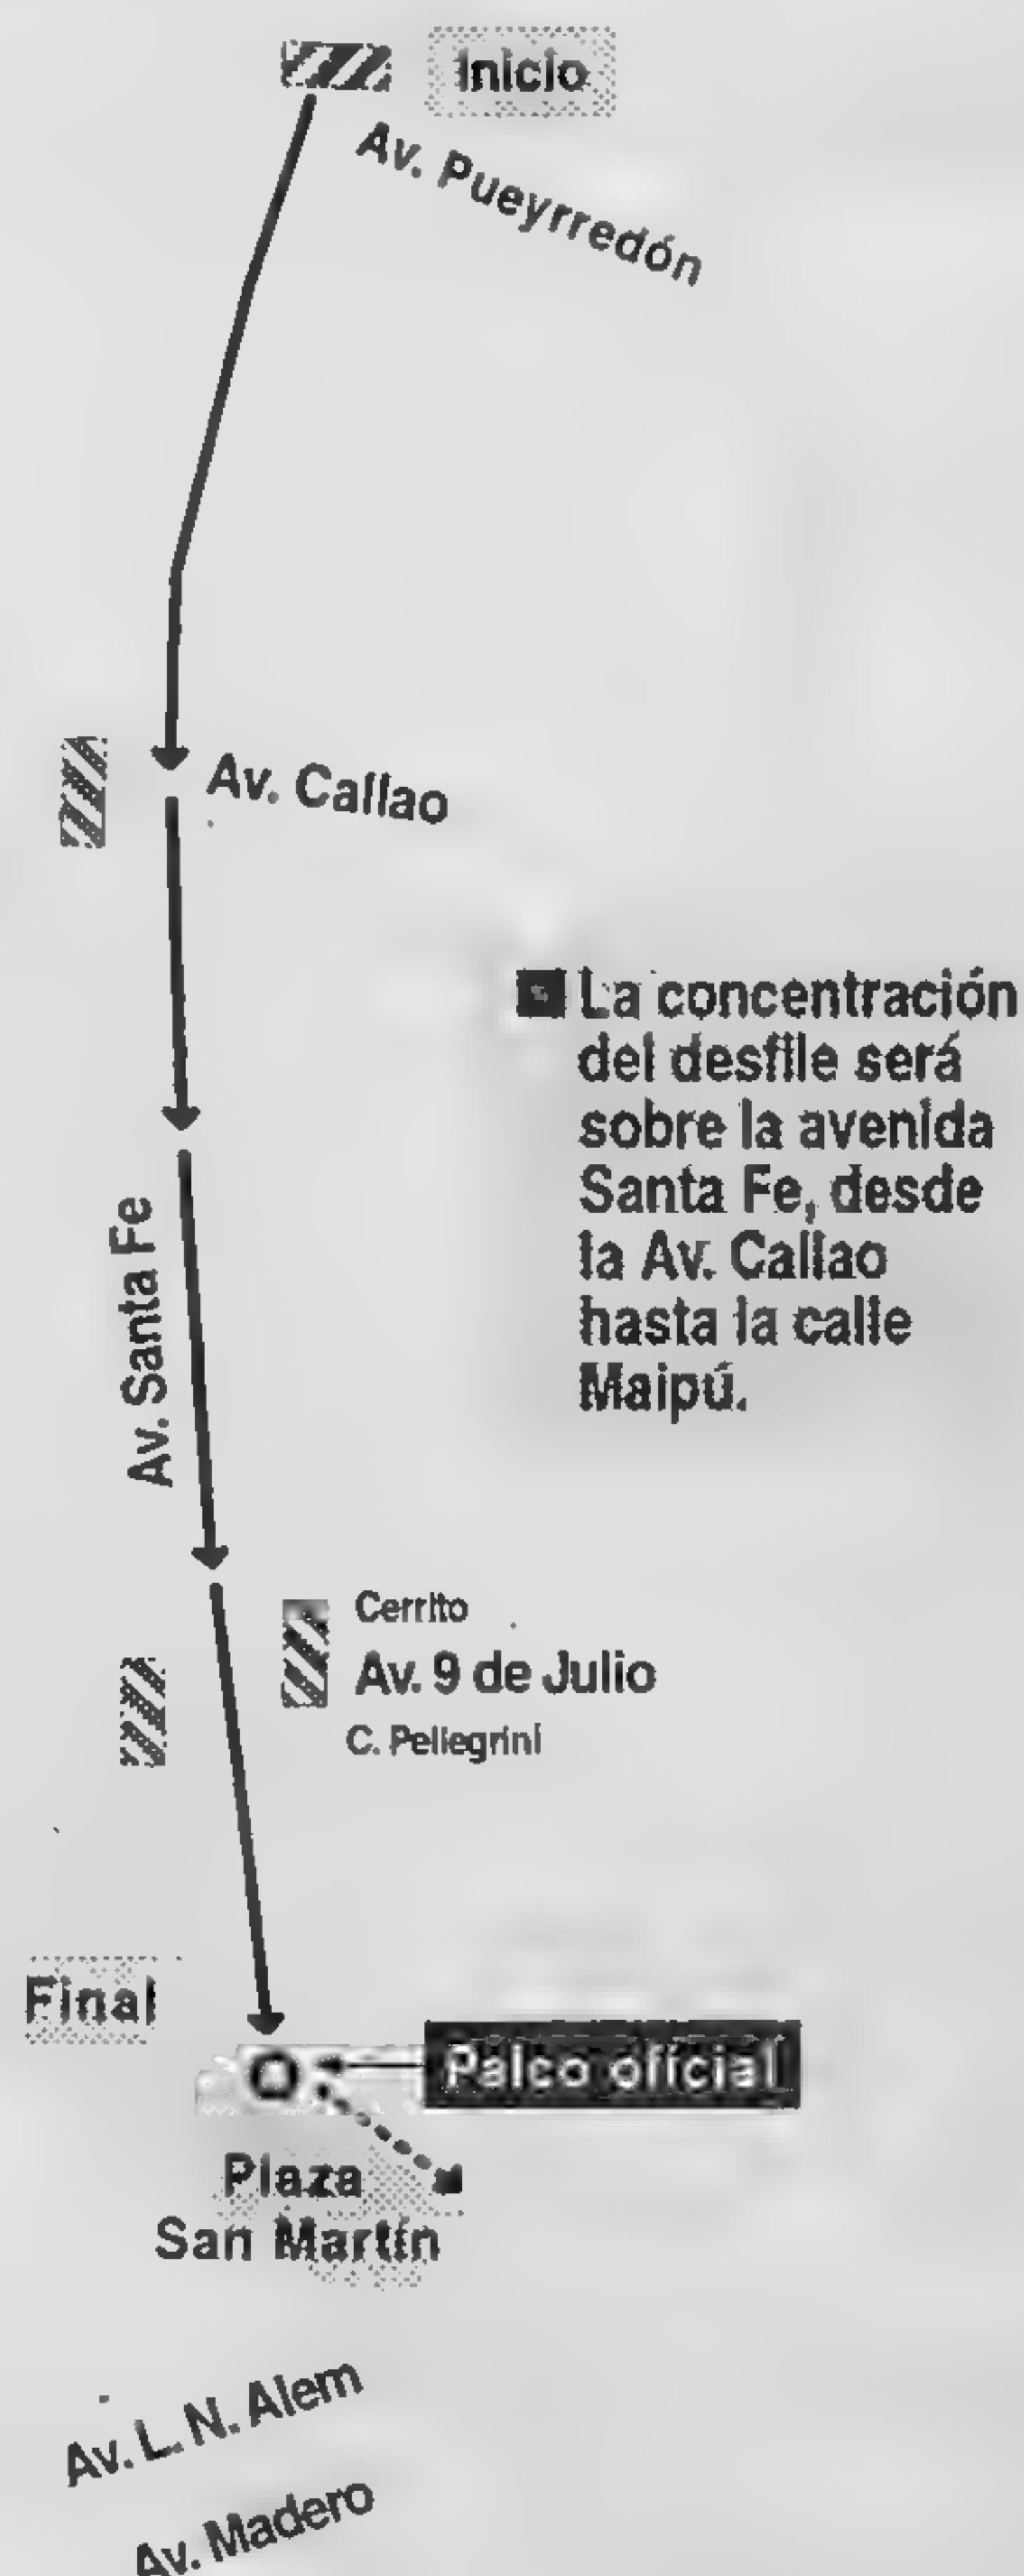 Inicio
Av. Pueyrredón
Av. Callao
La concentración
del desfile será
sobre la avenida
Santa Fe, desde
la Av. Callao
hasta la calle
Maipú.
Av. Santa Fe
Cerrito
Av. 9 de Julio
C. Pellegrini
Final
Palco oficial
Plaza
San Martín
Av. L. N. Alem
Av. Madero